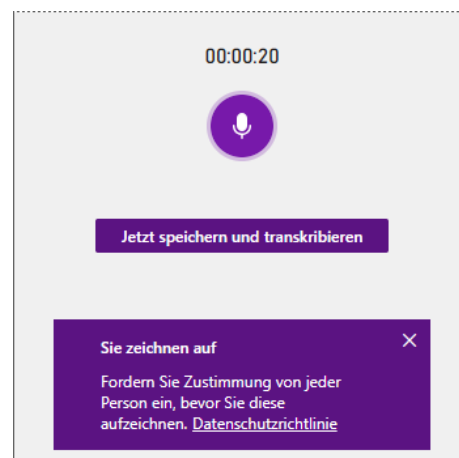 00:00:20
Jetzt speichern und transkribieren
Sie zeichnen auf
Fordern Sie Zustimmung von jeder
Person ein, bevor Sie diese
aufzeichnen. Datenschutzrichtlinie